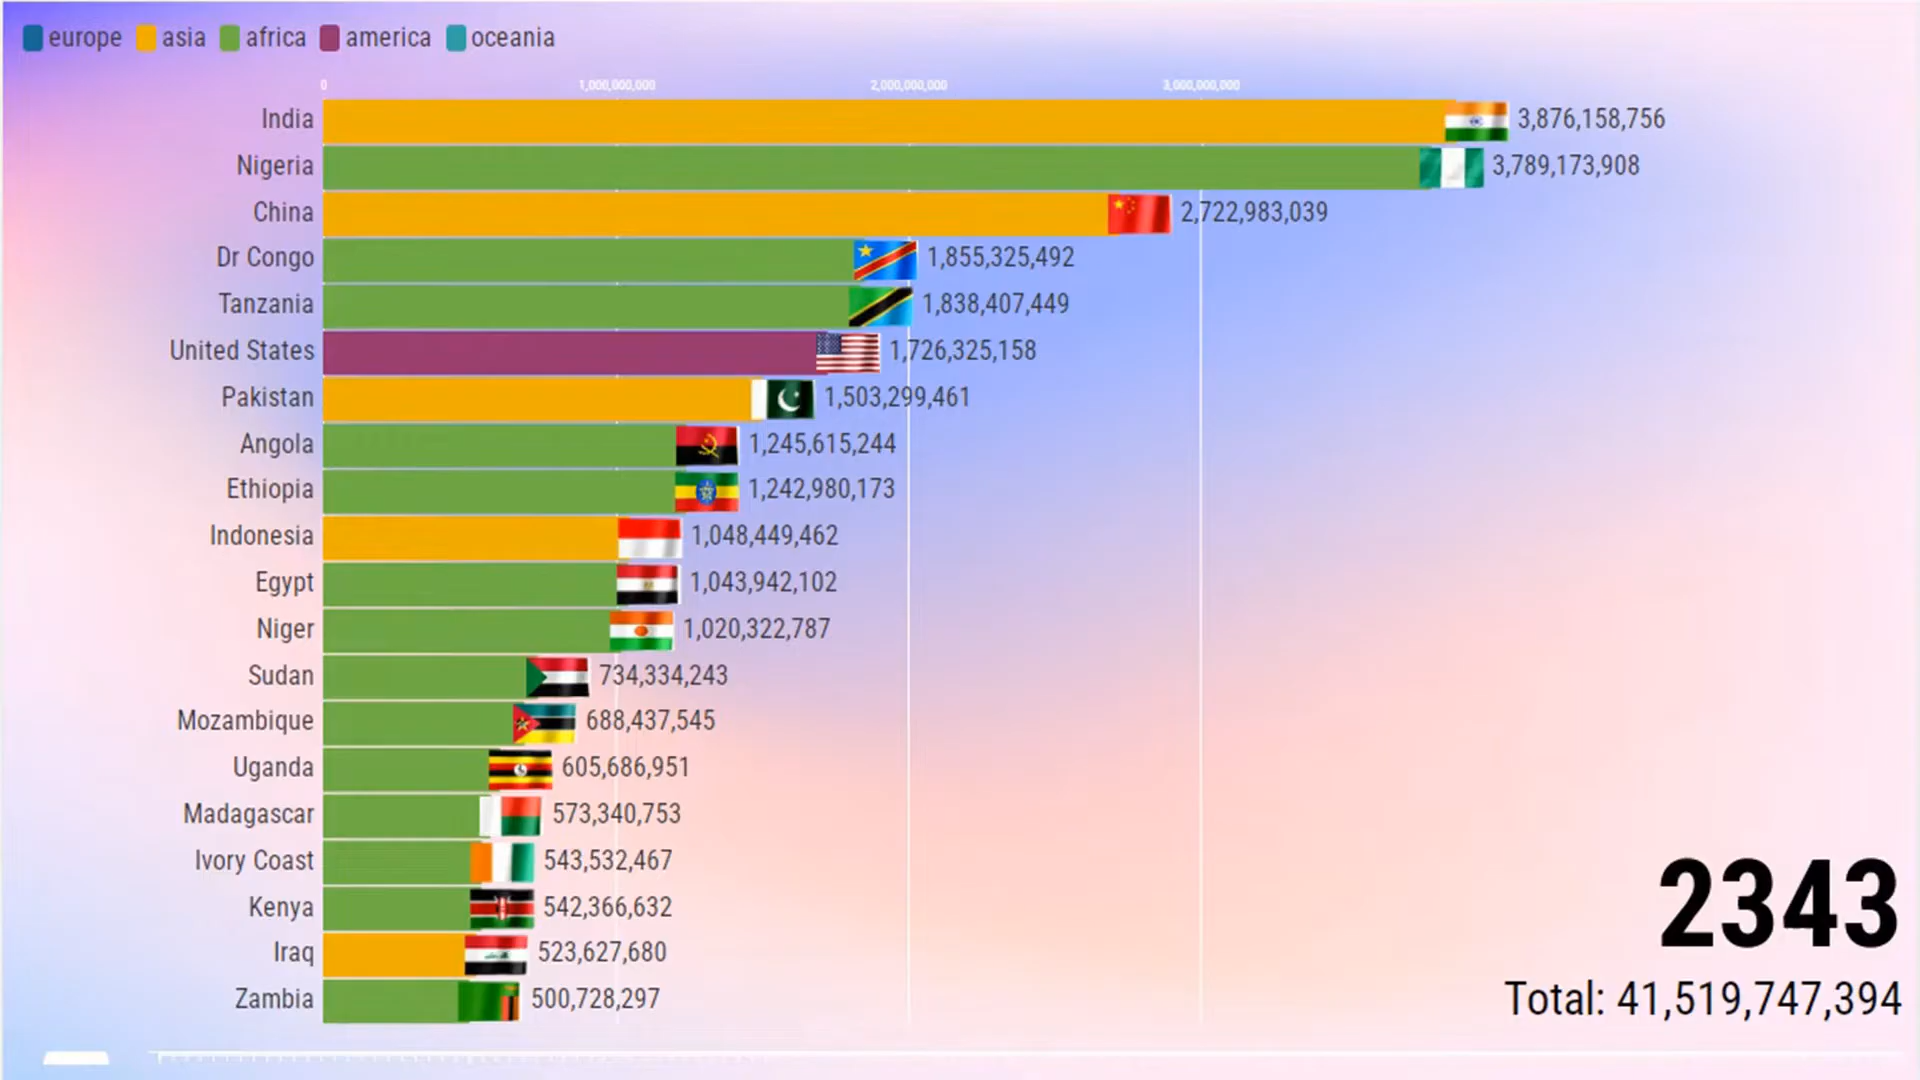 europe asia africa america oceania
0 1,000,000,000 2,000,000,000 3,000,000,000
India 3,876,158,756
Nigeria 3,789,173,908
China 2,722,983,039
Dr Congo 1,855,325,492
Tanzania 1,838,407,449
United States 1,726,325,158
Pakistan 1,503,299,461
Angola 1,245,615,244
Ethiopia 1,242,980,173
Indonesia 1,048,449,462
Egypt 1,043,942,102
Niger 1,020,322,787
Sudan 734,334,243
Mozambique 688,437,545
Uganda 605,686,951
Madagascar 573,340,753
Ivory Coast 543,532,467
Kenya 542,366,632
Iraq 523,627,680
Zambia 500,728,297
2343
Total: 41,519,747,394